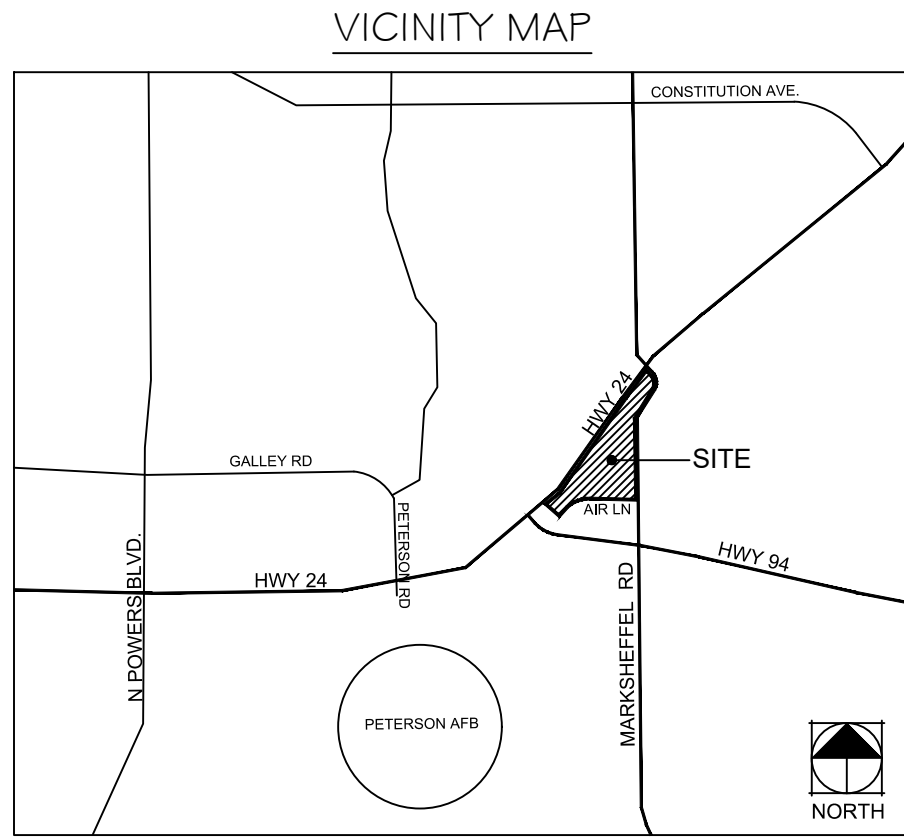 VICINITY MAP
CONSTITUTION AVE.
HWY 24
SITE
GALLEY RD
AIR LN
PETERSON RD
HWY 94
HWY 24
N POWERS BLVD.
MARKSHEFFEL RD
PETERSON AFB
NORTH